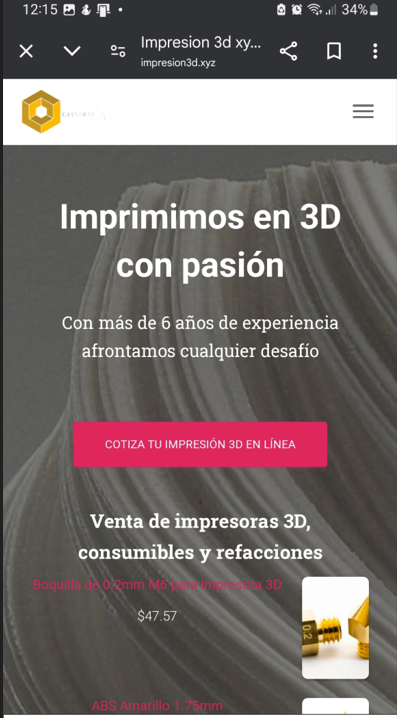 12:15
34%
Impresion 3d xy...
impresion3d.xyz
Imprimimos en 3D
con pasión
Con más de 6 años de experiencia
afrontamos cualquier desafío
COTIZA TU IMPRESIÓN 3D EN LÍNEA
Venta de impresoras 3D,
consumibles y refacciones
Boquilla de 0.2mm M6 para impresora 3D
$47.57
0.2
ABS Amarillo 1.75mm